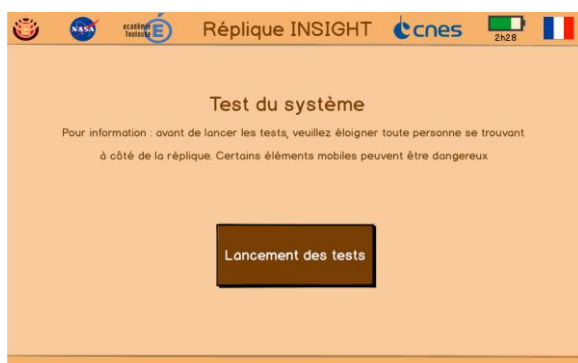 NASA
académie
Toulouse
Réplique INSIGHT
cnes
2h28
Test du système
Pour information : avant de lancer les tests, veuillez éloigner toute personne se trouvant
à côté de la réplique. Certains éléments mobiles peuvent être dangereux
Lancement des tests